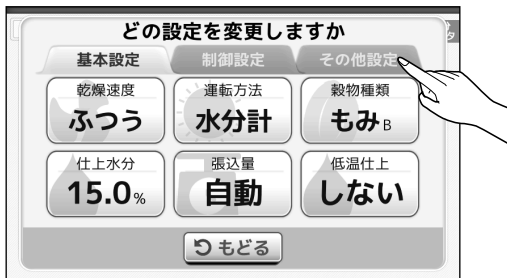 どの設定を変更しますか
基本設定 制御設定 その他設定
乾燥速度 運転方法 穀物種類
ふつう 水分計 もみB
仕上水分 張込量 低温仕上
15.0% 自動 しない
もどる